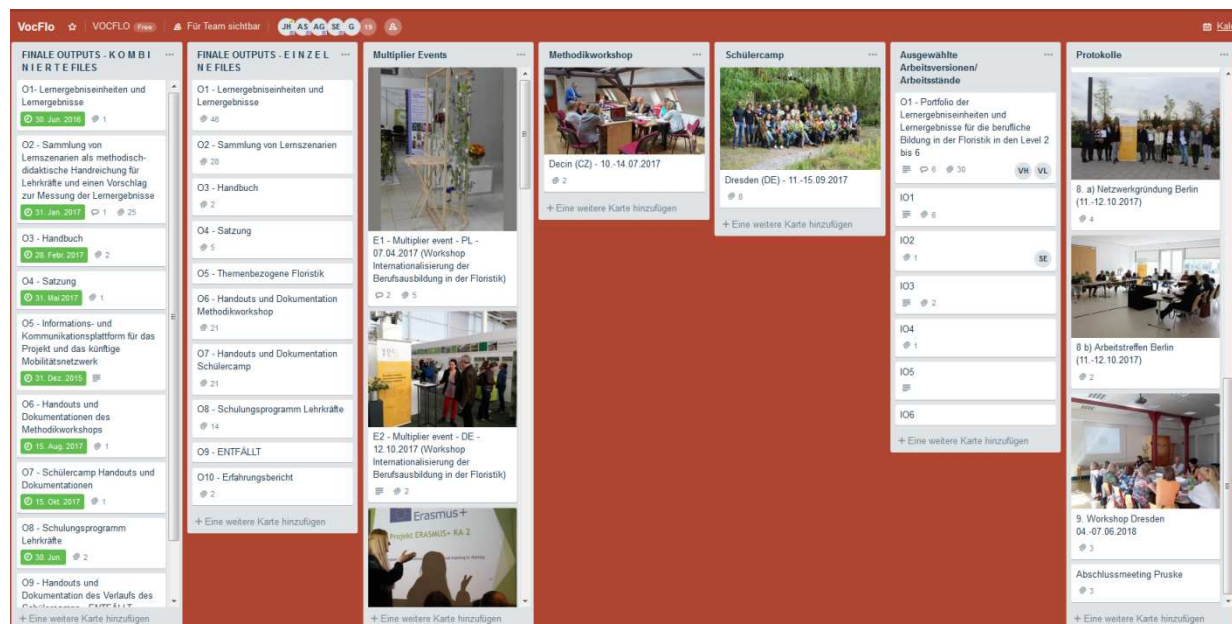 VocFlo
VOCFLO Free
Für Team sichtbar
JH AS AG SE G 19
FINALE OUTPUTS - K O M B I
N I E R T E FILES
O1- Lernergebniseinheiten und
Lernergebnisse
30. Jun. 2016 1
O2 - Sammlung von
Lernszenarien als methodisch-
didaktische Handreichung für
Lehrkräfte und einen Vorschlag
zur Messung der Lernergebnisse
31. Jan. 2017 1 25
O3 - Handbuch
28. Febr. 2017 2
O4 - Satzung
31. Mai 2017 1
O5 - Informations- und
Kommunikationsplattform für das
Projekt und das künftige
Mobilitätsnetzwerk
31. Dez. 2015
O6 - Handouts und
Dokumentationen des
Methodikworkshops
15. Aug. 2017 1
O7 - Schülercamp Handouts und
Dokumentationen
15. Okt. 2017 1
O8 - Schulungsprogramm
Lehrkräfte
30. Jun. 2
O9 - Handouts und
Dokumentation des Verlaufs des
+ Eine weitere Karte hinzufügen
FINALE OUTPUTS - E I N Z E L
N E FILES
O1 - Lernergebniseinheiten und
Lernergebnisse
46
O2 - Sammlung von Lernszenarien
28
O3 - Handbuch
2
O4 - Satzung
5
O5 - Themenbezogene Floristik
O6 - Handouts und Dokumentation
Methodikworkshop
21
O7 - Handouts und Dokumentation
Schülercamp
21
O8 - Schulungsprogramm Lehrkräfte
14
O9 - ENTFÄLLT
O10 - Erfahrungsbericht
2
+ Eine weitere Karte hinzufügen
Multiplier Events
E1 - Multiplier event - PL -
07.04.2017 (Workshop
Internationalisierung der
Berufsausbildung in der Floristik)
2 5
E2 - Multiplier event - DE -
12.10.2017 (Workshop
Internationalisierung der
Berufsausbildung in der Floristik)
2
Erasmus+
Projekt ERASMUS+ KA 2
+ Eine weitere Karte hinzufügen
Methodikworkshop
Decin (CZ) - 10.-14.07.2017
2
+ Eine weitere Karte hinzufügen
Schülercamp
Dresden (DE) - 11.-15.09.2017
6
+ Eine weitere Karte hinzufügen
Ausgewählte
Arbeitsversionen/
Arbeitsstände
O1 - Portfolio der
Lernergebniseinheiten und
Lernergebnisse für die berufliche
Bildung in der Floristik in den Level 2
bis 6
6 30 VH VL
IO1
6
IO2
1 SE
IO3
2
IO4
1
IO5
IO6
+ Eine weitere Karte hinzufügen
Protokolle
8. a) Netzwerkgründung Berlin
(11.-12.10.2017)
4
8 b) Arbeitstreffen Berlin
(11.-12.10.2017)
2
9. Workshop Dresden
04.-07.06.2018
3
Abschlussmeeting Pruske
3
+ Eine weitere Karte hinzufügen